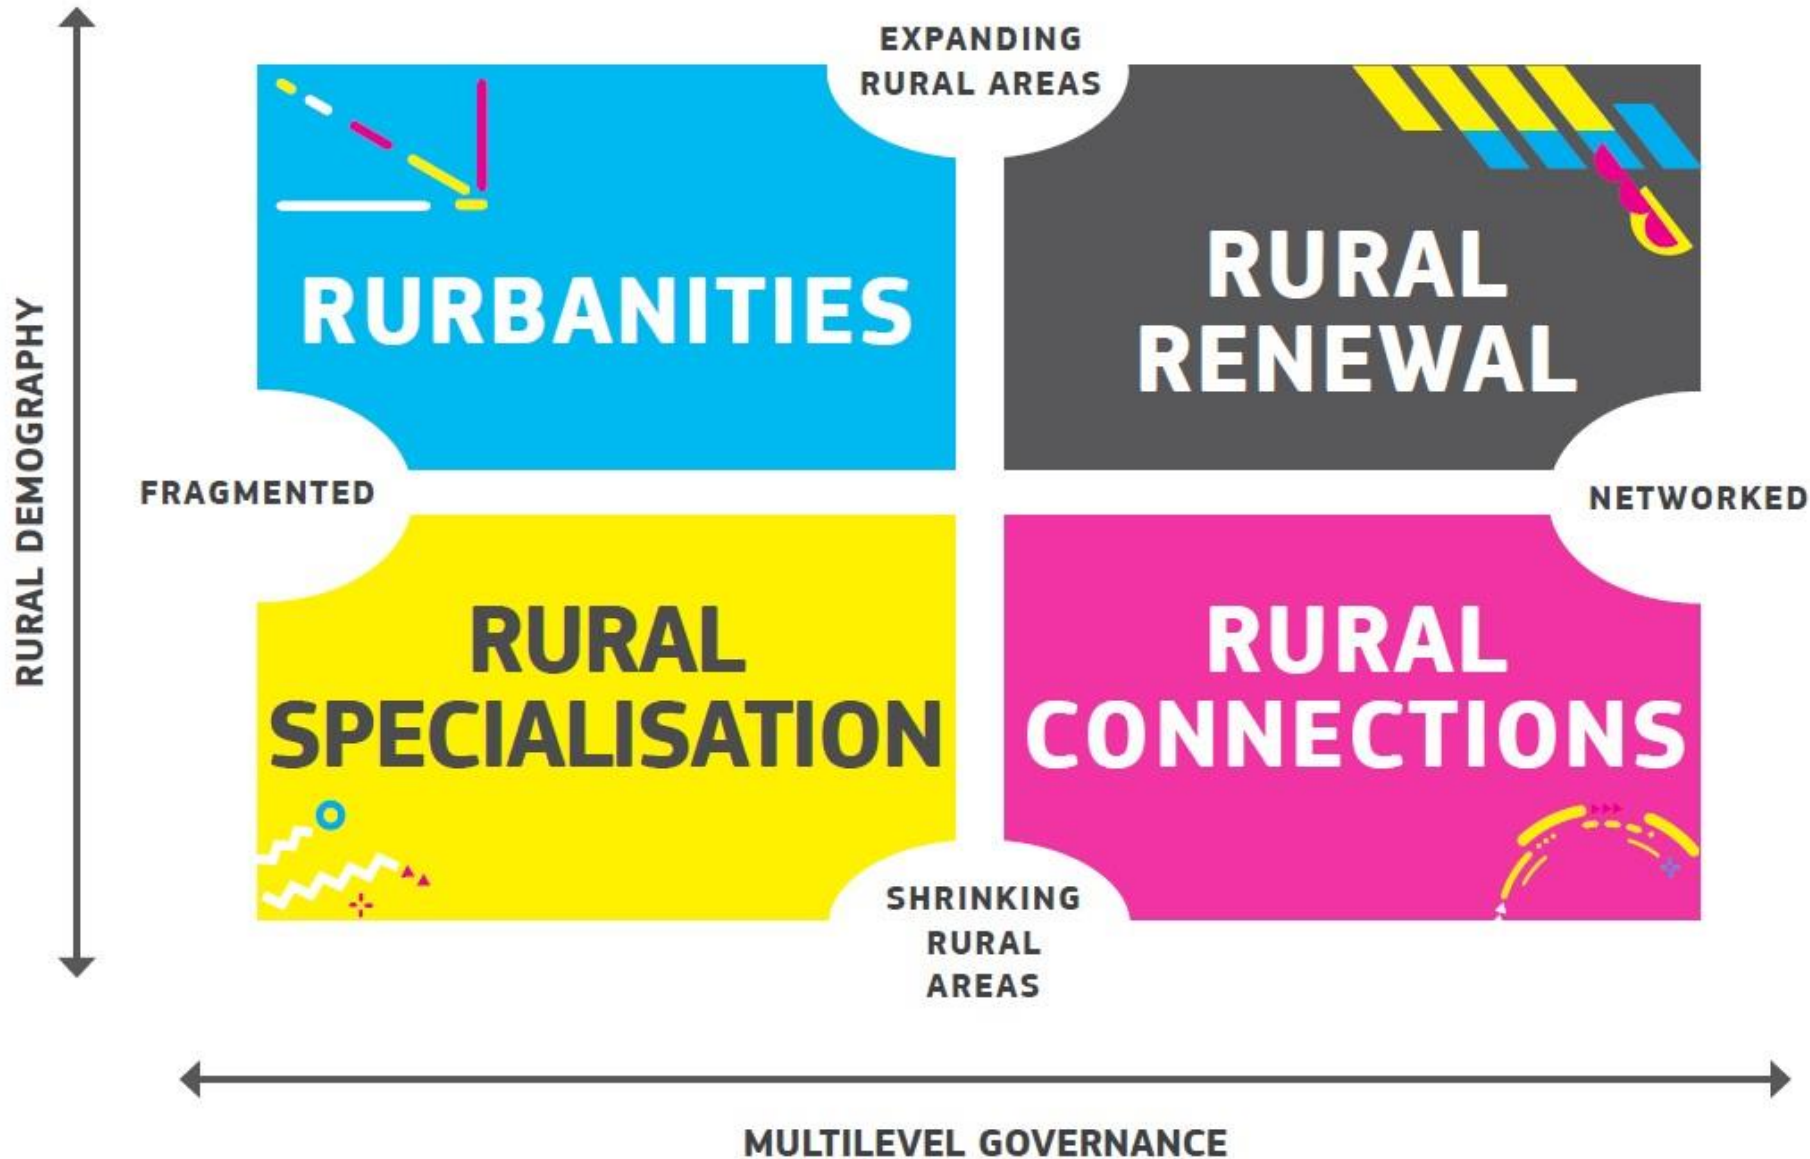 EXPANDING
RURAL AREAS
RURBANITIES
RURAL
RENEWAL
RURAL DEMOGRAPHY
FRAGMENTED
NETWORKED
RURAL
SPECIALISATION
RURAL
CONNECTIONS
SHRINKING
RURAL
AREAS
MULTILEVEL GOVERNANCE